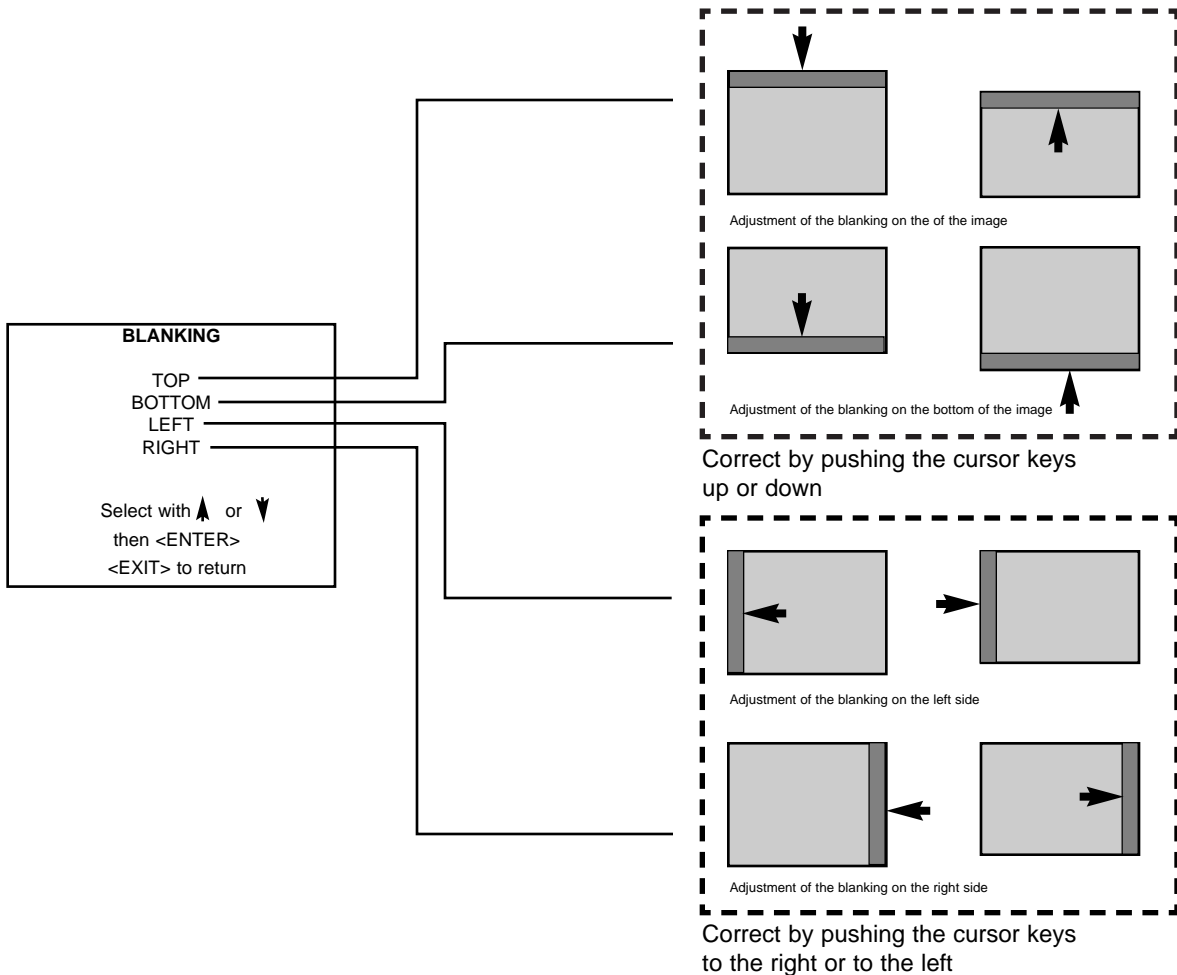 BLANKING
TOP
BOTTOM
LEFT
RIGHT
Select with or
then <ENTER>
<EXIT> to return
Adjustment of the blanking on the of the image
Adjustment of the blanking on the bottom of the image
Correct by pushing the cursor keys
up or down
Adjustment of the blanking on the left side
Adjustment of the blanking on the right side
Correct by pushing the cursor keys
to the right or to the left